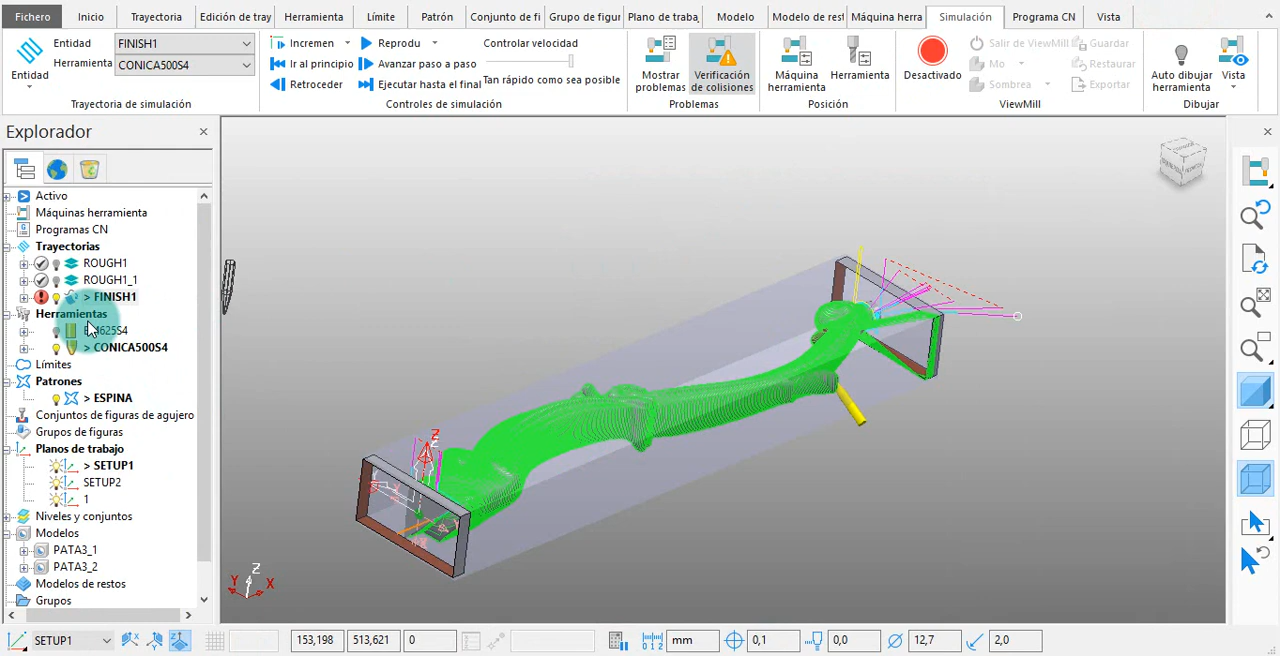 Fichero Inicio Trayectoria Edición de tray Herramienta Límite Patrón Conjunto de fi Grupo de figur Plano de traba Modelo Modelo de rest Máquina herra Simulación Programa CN Vista
Entidad
Entidad FINISH1
Herramienta CONICA500S4
Trayectoria de simulación
Incremen Reprodu Controlar velocidad
Ir al principio Avanzar paso a paso
Retroceder Ejecutar hasta el final Tan rápido como sea posible
Controles de simulación
Mostrar problemas
Verificación de colisiones
Problemas
Máquina herramienta
Herramienta
Posición
Desactivado
Salir de ViewMill Guardar
Mo Restaurar
Sombrea Exportar
ViewMill
Auto dibujar herramienta
Vista
Dibujar
Explorador
Activo
Máquinas herramienta
Programas CN
Trayectorias
ROUGH1
ROUGH1_1
> FINISH1
Herramientas
625S4
> CONICA500S4
Límites
Patrones
> ESPINA
Conjuntos de figuras de agujero
Grupos de figuras
Planos de trabajo
> SETUP1
SETUP2
1
Niveles y conjuntos
Modelos
PATA3_1
PATA3_2
Modelos de restos
Grupos
Z
Z
Y X
SETUP1 153,198 513,621 0 mm 0,1 0,0 12,7 2,0